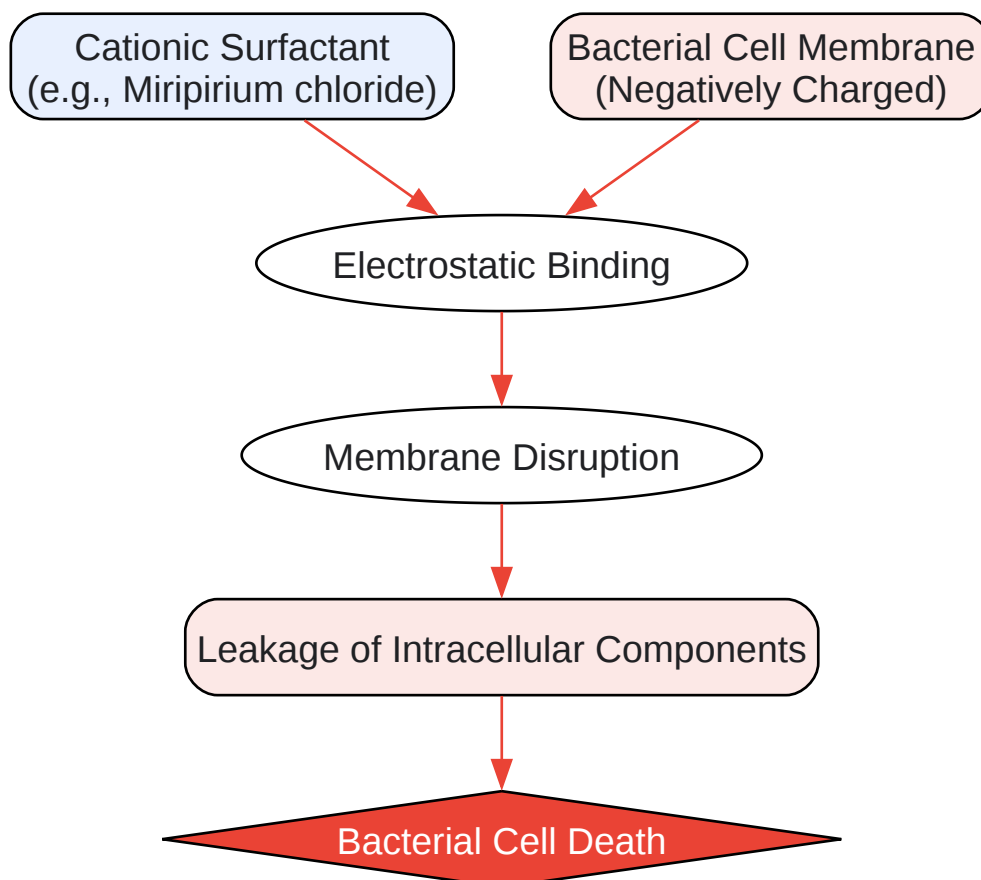 Cationic Surfactant
(e.g., Miripirium chloride)
Bacterial Cell Membrane
(Negatively Charged)
Electrostatic Binding
Membrane Disruption
Leakage of Intracellular Components
Bacterial Cell Death